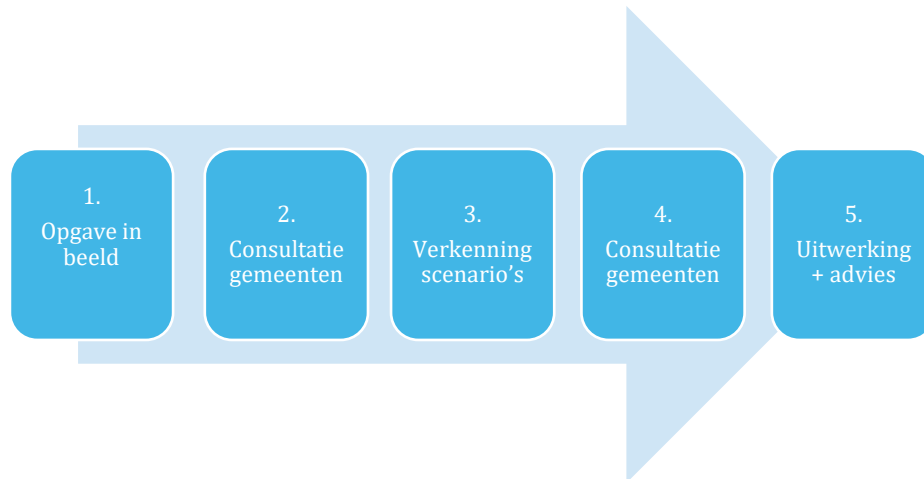 1.
Opgave in
beeld
2.
Consultatie
gemeenten
3.
Verkenning
scenario’s
4.
Consultatie
gemeenten
5.
Uitwerking
+ advies